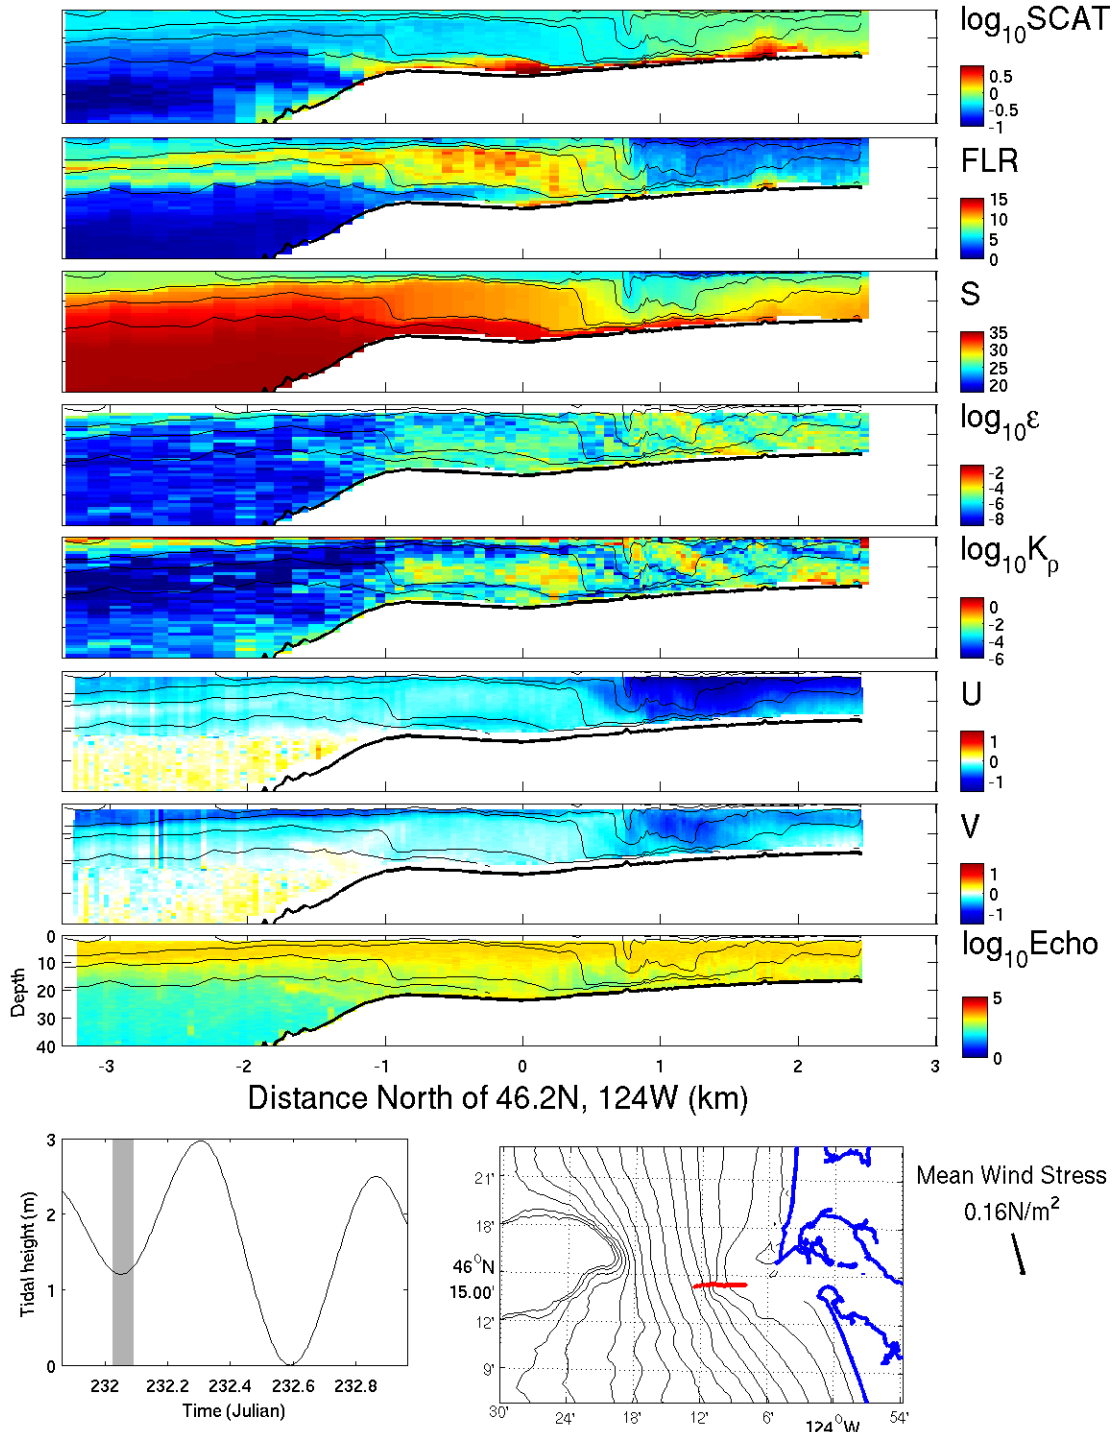 log₁₀SCAT
0.5
0
-0.5
-1
FLR
15
10
5
0
S
35
30
25
20
log₁₀ε
-2
-4
-6
-8
log₁₀Kₚ
0
-2
-4
-6
U
1
0
-1
V
1
0
-1
log₁₀Echo
5
0
Depth
0
10
20
30
40
-3 -2 -1 0 1 2 3
Distance North of 46.2N, 124W (km)
Tidal height (m)
3
2
1
0
232 232.2 232.4 232.6 232.8
Time (Julian)
21'
18'
46°N
15.00'
12'
9'
30' 24' 18' 12' 6' 54'
124°W
Mean Wind Stress
0.16N/m²